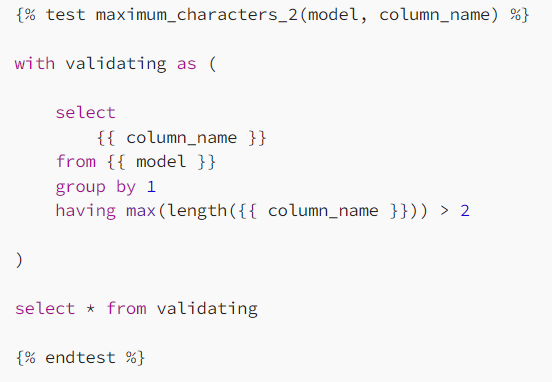 {% test maximum_characters_2(model, column_name) %}
with validating as (
select
{{ column_name }}
from {{ model }}
group by 1
having max(length({{ column_name }})) > 2
)
select * from validating
{% endtest %}